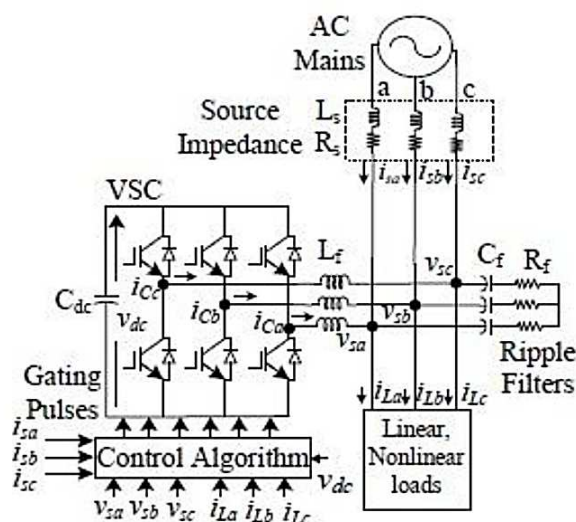 AC
Mains
a b c
Source
Impedance
Ls
Rs
isa isb isc
VSC
Lf
Cf Rf
vsc
iCc
Cdc
iCb
vsb
vdc
iCa
vsa
Ripple
Filters
Gating
Pulses
iLa iLb iLc
Linear,
Nonlinear
loads
isa
isb
isc
Control Algorithm
vdc
vsa vsb vsc iLa iLb iLc